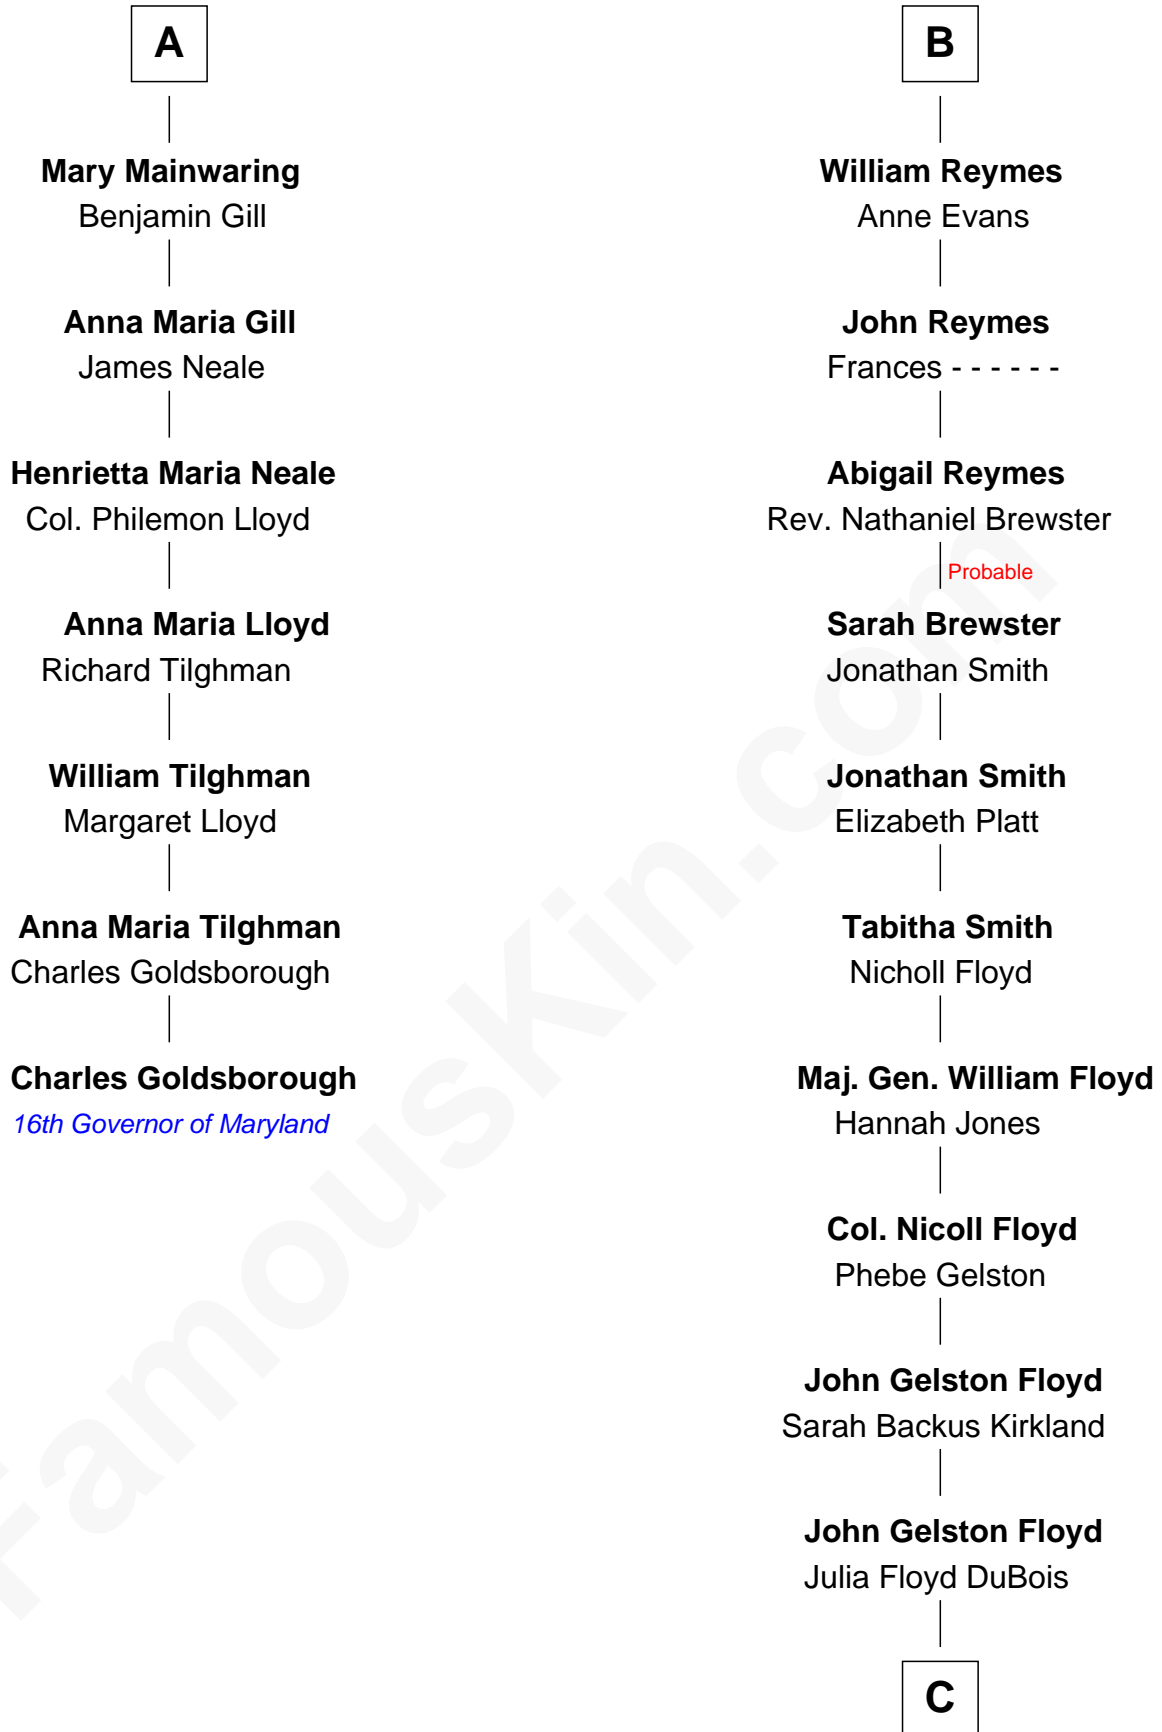 A
Mary Mainwaring
Benjamin Gill
Anna Maria Gill
James Neale
Henrietta Maria Neale
Col. Philemon Lloyd
Anna Maria Lloyd
Richard Tilghman
William Tilghman
Margaret Lloyd
Anna Maria Tilghman
Charles Goldsborough
Charles Goldsborough
16th Governor of Maryland
B
William Reymes
Anne Evans
John Reymes
Frances - - - - - -
Abigail Reymes
Rev. Nathaniel Brewster
Probable
Sarah Brewster
Jonathan Smith
Jonathan Smith
Elizabeth Platt
Tabitha Smith
Nicholl Floyd
Maj. Gen. William Floyd
Hannah Jones
Col. Nicoll Floyd
Phebe Gelston
John Gelston Floyd
Sarah Backus Kirkland
John Gelston Floyd
Julia Floyd DuBois
C
FamousKin.com